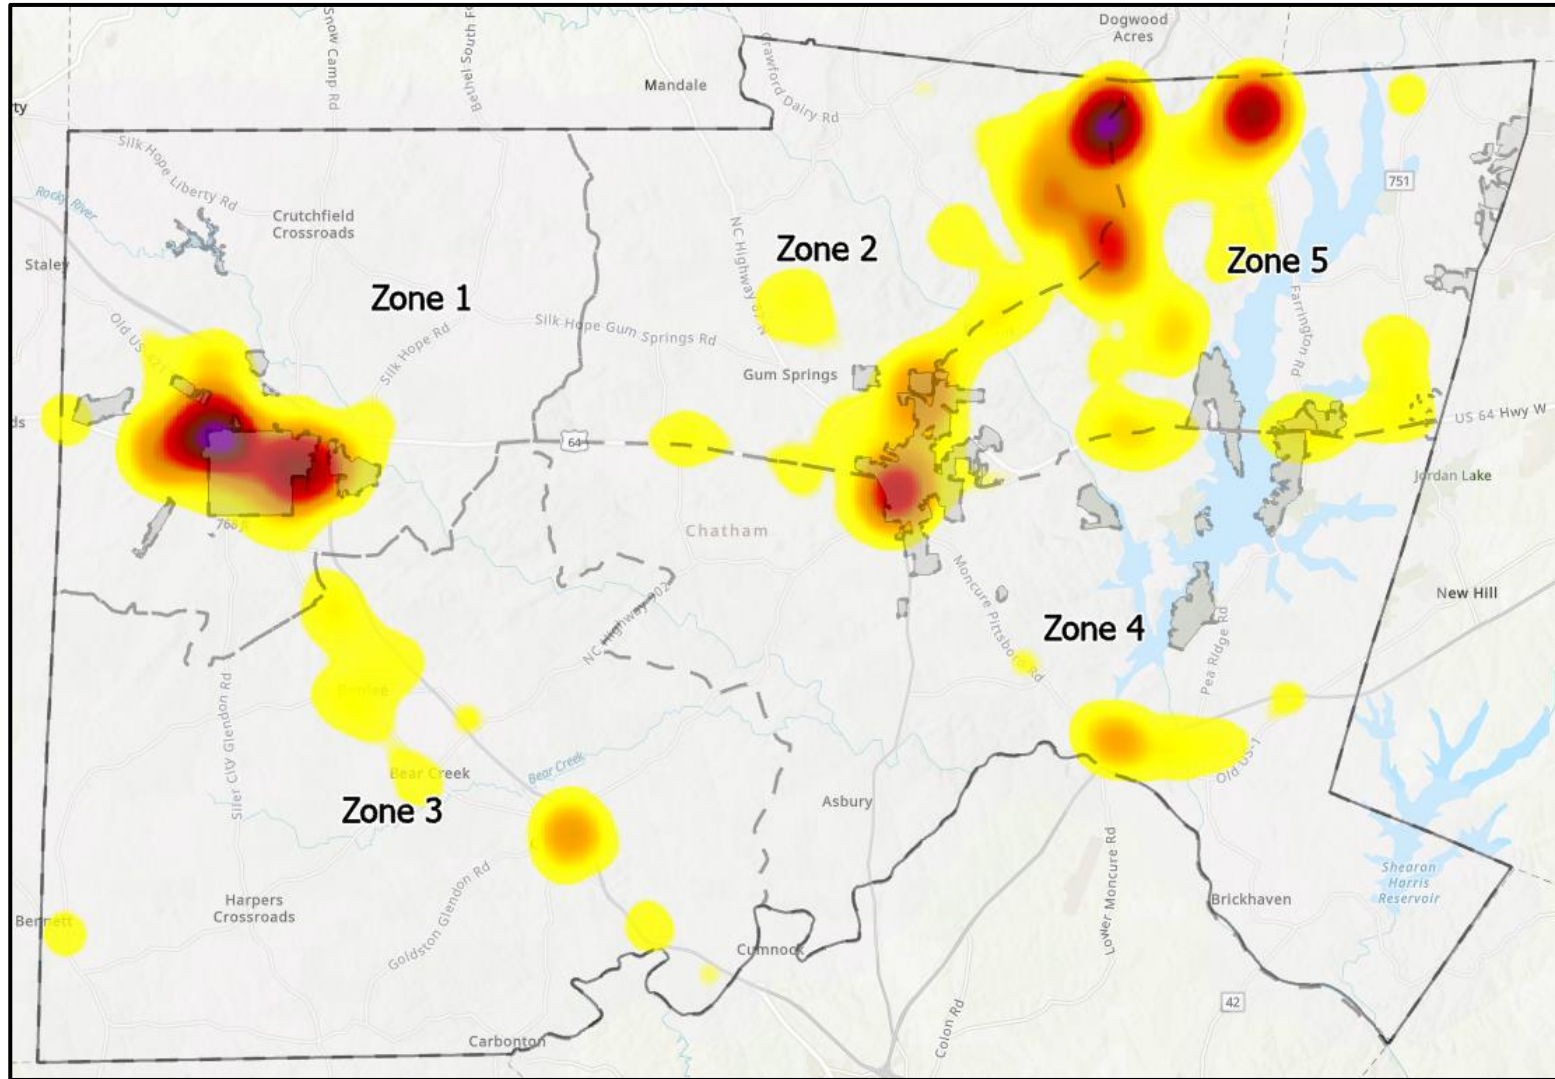 Dogwood
Acres
Snow Camp Rd
Mandale
Crawford Dairy Rd
rty
Silk Hope Liberty Rd
751
Rocky River
Crutchfield
Crossroads
NC Highway
Zone 2
Zone 5
Staley
Zone 1
Old US 421
Silk Hope Rd
Silk Hope Gum Springs Rd
Farrington Rd
Gum Springs
ds
64
US 64 Hwy W
Jordan Lake
Chatham
Moncure Pittsboro Rd
New Hill
NC Highway 902
Zone 4
Pea Ridge Rd
Siler City Glendon Rd
Bear Creek
Bear Creek
Old US-1
Zone 3
Asbury
Lower Moncure Rd
Shearon
Harris
Reservoir
Goldston Glendon Rd
Harpers
Crossroads
Brickhaven
Bennett
Cumnock
42
Colon Rd
Carbonton